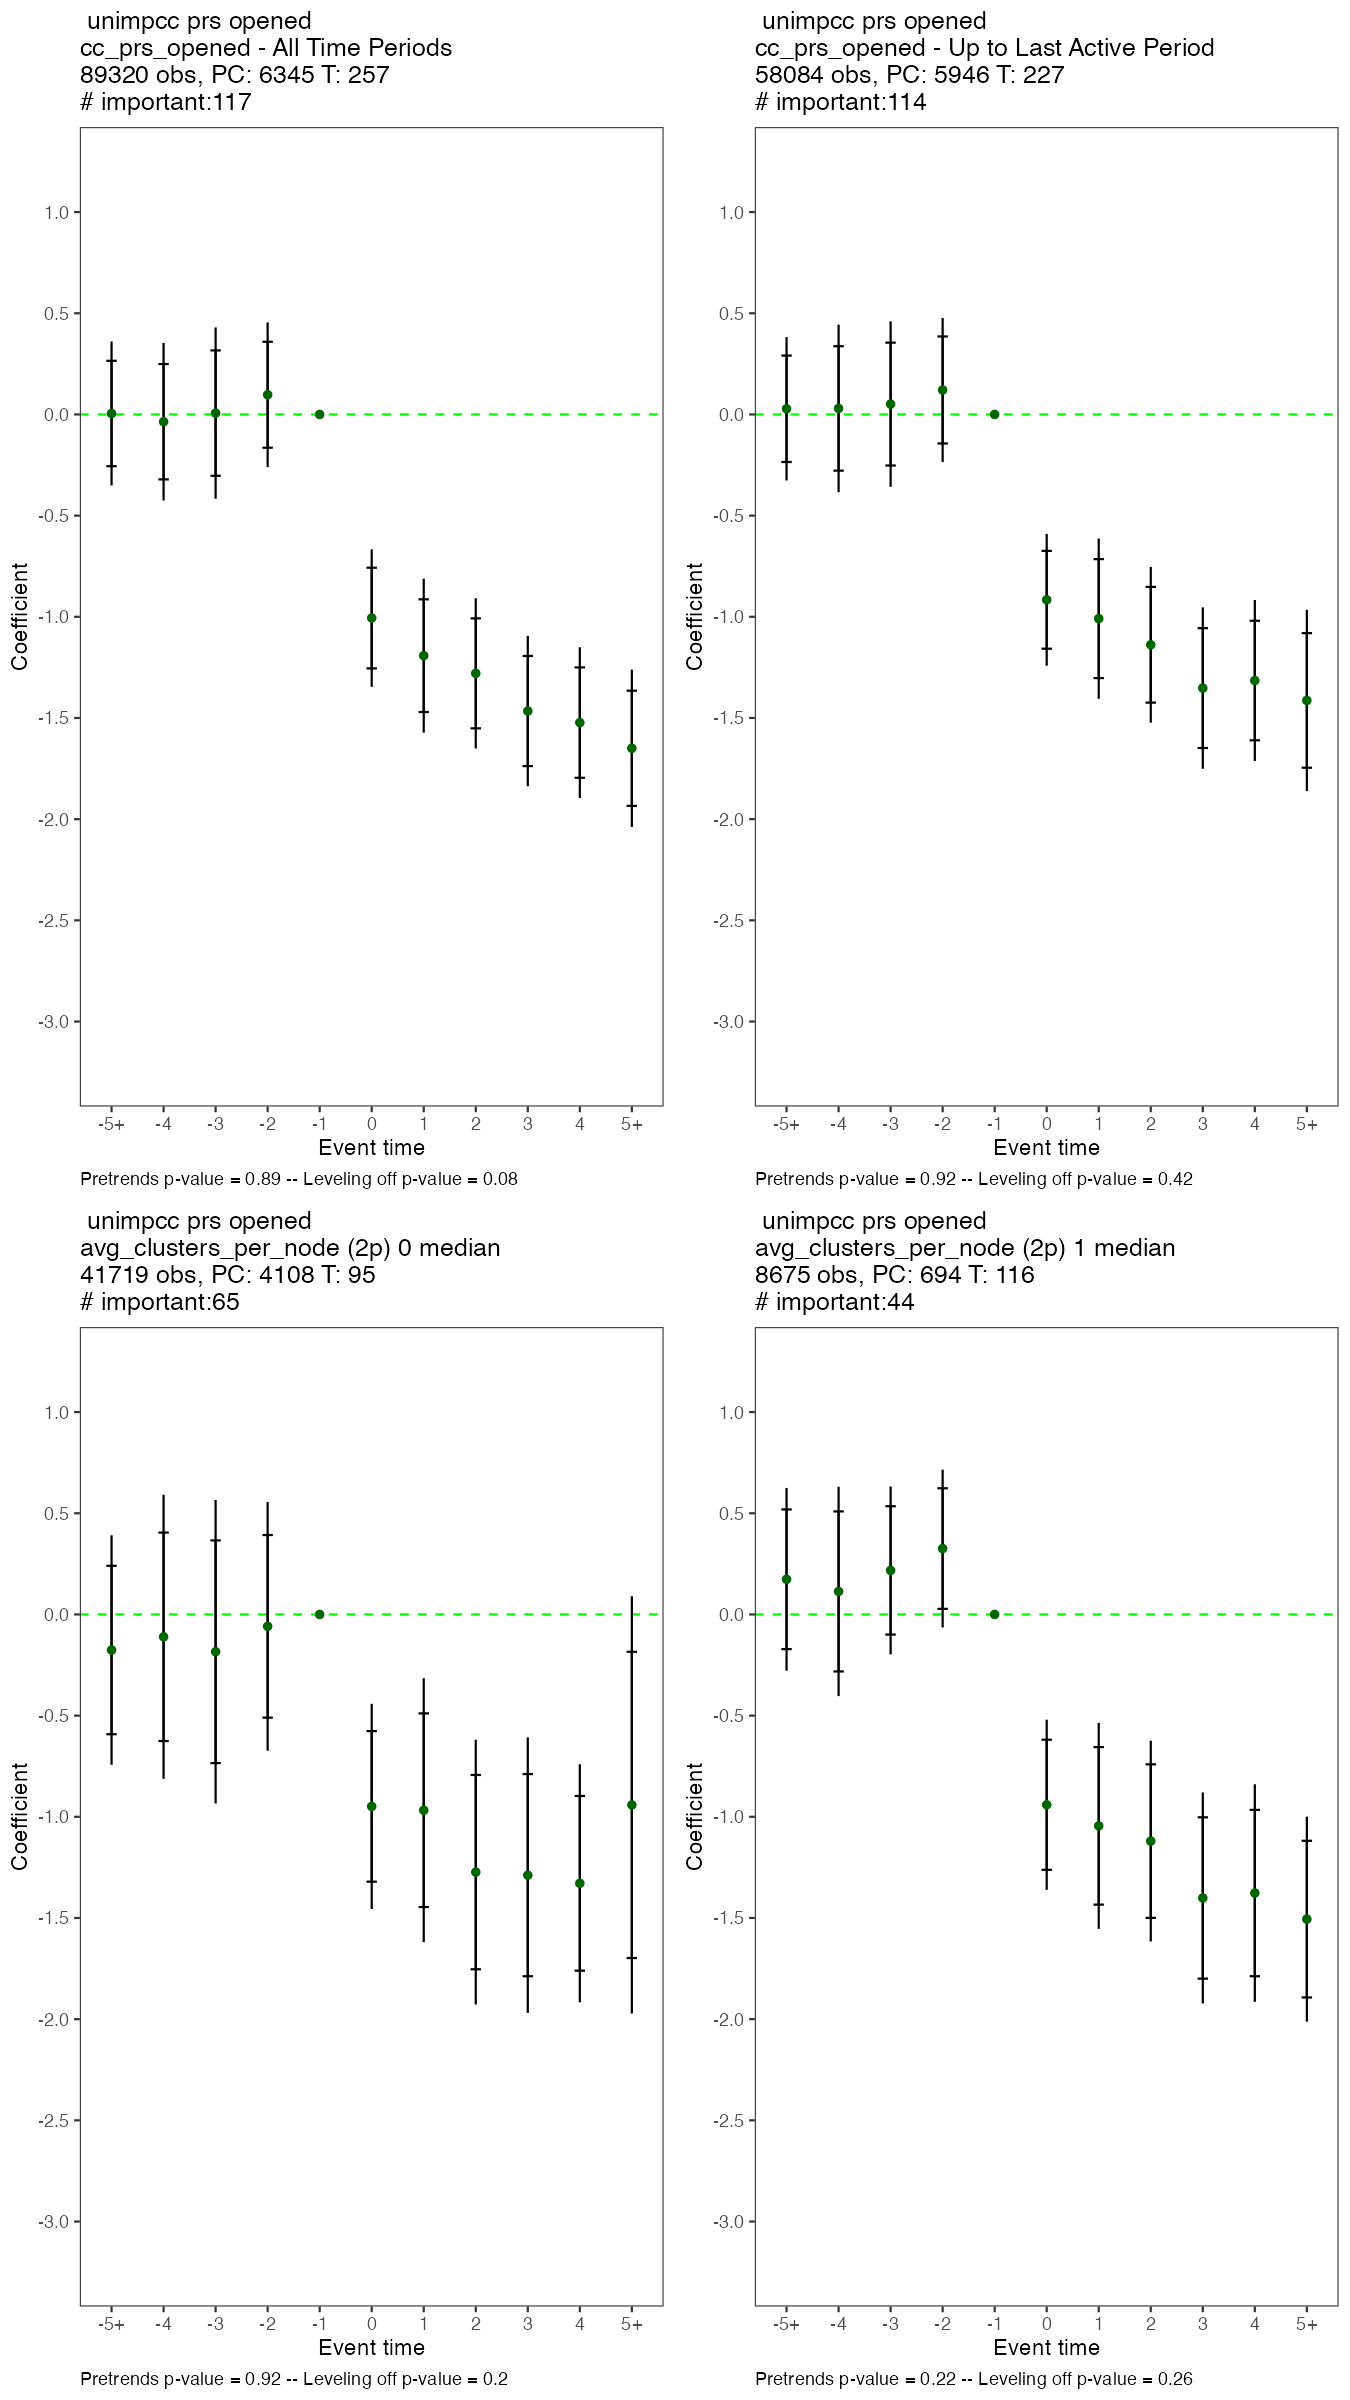 unimpcc prs opened
cc_prs_opened - All Time Periods
89320 obs, PC: 6345 T: 257
# important:117
Coefficient
1.0
0.5
0.0
-0.5
-1.0
-1.5
-2.0
-2.5
-3.0
-5+ -4 -3 -2 -1 0 1 2 3 4 5+
Event time
Pretrends p-value = 0.89 -- Leveling off p-value = 0.08
unimpcc prs opened
cc_prs_opened - Up to Last Active Period
58084 obs, PC: 5946 T: 227
# important:114
Coefficient
1.0
0.5
0.0
-0.5
-1.0
-1.5
-2.0
-2.5
-3.0
-5+ -4 -3 -2 -1 0 1 2 3 4 5+
Event time
Pretrends p-value = 0.92 -- Leveling off p-value = 0.42
unimpcc prs opened
avg_clusters_per_node (2p) 0 median
41719 obs, PC: 4108 T: 95
# important:65
Coefficient
1.0
0.5
0.0
-0.5
-1.0
-1.5
-2.0
-2.5
-3.0
-5+ -4 -3 -2 -1 0 1 2 3 4 5+
Event time
Pretrends p-value = 0.92 -- Leveling off p-value = 0.2
unimpcc prs opened
avg_clusters_per_node (2p) 1 median
8675 obs, PC: 694 T: 116
# important:44
Coefficient
1.0
0.5
0.0
-0.5
-1.0
-1.5
-2.0
-2.5
-3.0
-5+ -4 -3 -2 -1 0 1 2 3 4 5+
Event time
Pretrends p-value = 0.22 -- Leveling off p-value = 0.26